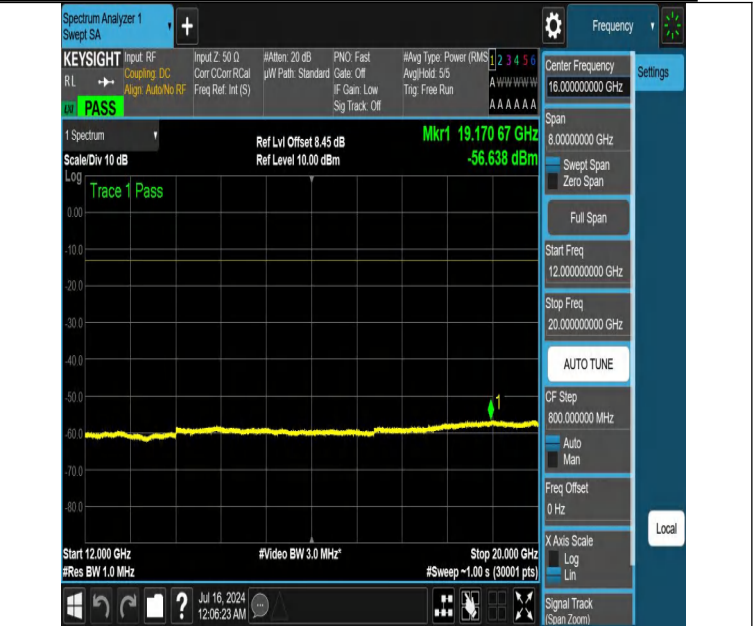 Spectrum Analyzer 1
Swept SA
+
Frequency
KEYSIGHT
RL
PASS
Input: RF
Coupling: DC
Align: Auto/No RF
Input Z: 50 Ω
Corr CCorr RCal
Freq Ref: Int (S)
#Atten: 20 dB
µW Path: Standard
PNO: Fast
Gate: Off
IF Gain: Low
Sig Track: Off
#Avg Type: Power (RMS
Avg|Hold: 5/5
Trig: Free Run
1 2 3 4 5 6
A W W W W W
A A A A A A
1 Spectrum
Scale/Div 10 dB
Ref Lvl Offset 8.45 dB
Ref Level 10.00 dBm
Mkr1 19.170 67 GHz
-56.638 dBm
Log
Trace 1 Pass
0.00
-10.0
-20.0
-30.0
-40.0
-50.0
-60.0
-70.0
-80.0
1
Start 12.000 GHz
#Res BW 1.0 MHz
#Video BW 3.0 MHz*
Stop 20.000 GHz
#Sweep ~1.00 s (30001 pts)
Center Frequency
16.000000000 GHz
Span
8.00000000 GHz
Swept Span
Zero Span
Full Span
Start Freq
12.000000000 GHz
Stop Freq
20.000000000 GHz
AUTO TUNE
CF Step
800.000000 MHz
Auto
Man
Freq Offset
0 Hz
X Axis Scale
Log
Lin
Signal Track
(Span Zoom)
Settings
Local
?
Jul 16, 2024
12:06:23 AM